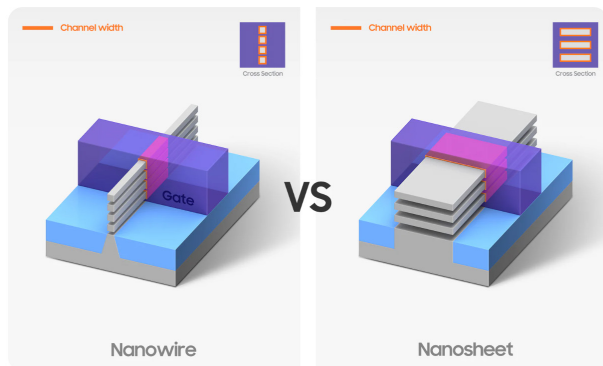 Channel width
Cross Section
Gate
Nanowire
VS
Channel width
Cross Section
Nanosheet